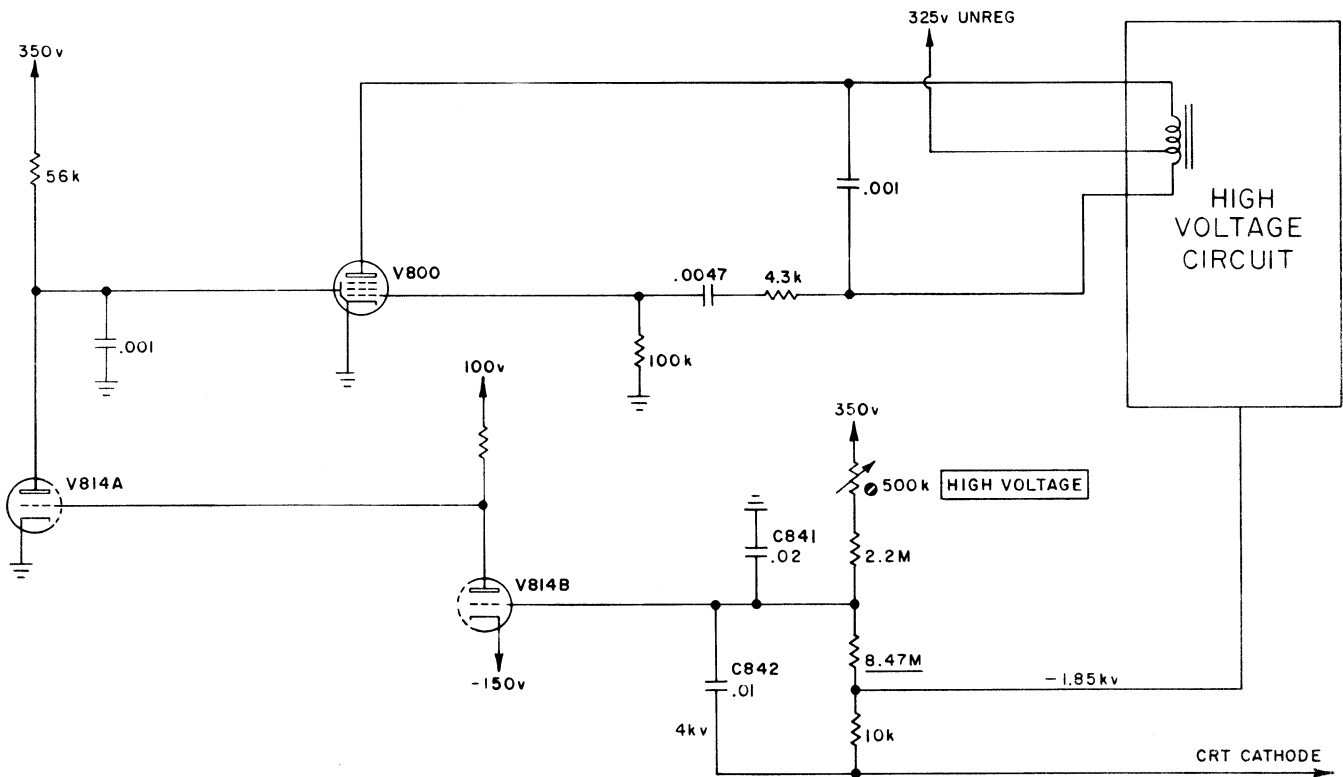 325v UNREG
350v
56k
.001
HIGH
VOLTAGE
CIRCUIT
V800
.0047
4.3k
.001
100k
100v
350v
V814A
500k
HIGH VOLTAGE
C841
.02
2.2M
V814B
8.47M
C842
.01
-150v
-1.85kv
4kv
10k
CRT CATHODE